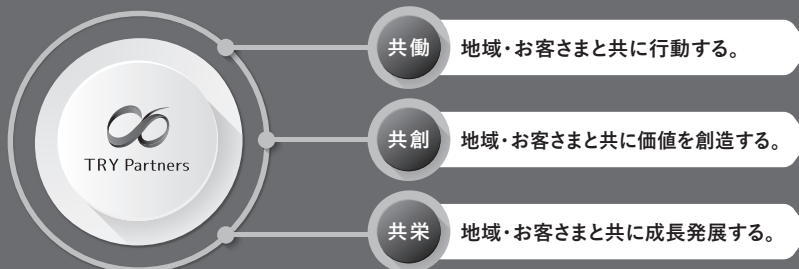 TRY Partners
共働 地域・お客さまと共に行動する。
共創 地域・お客さまと共に価値を創造する。
共栄 地域・お客さまと共に成長発展する。